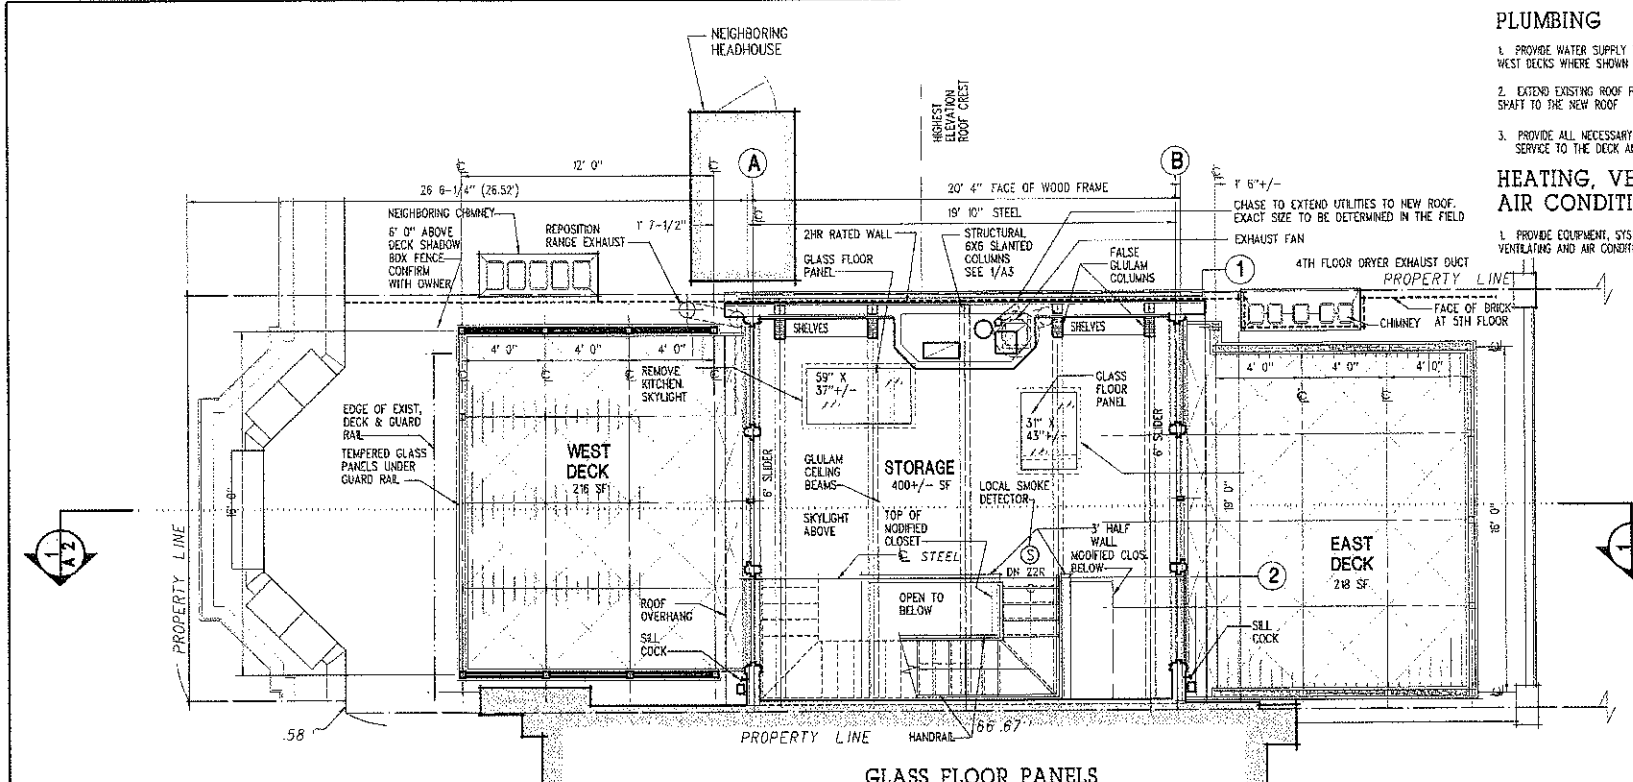 NEIGHBORING
HEADHOUSE
HIGHEST
ELEVATION
ROOF CREST
PLUMBING
1. PROVIDE WATER SUPPLY
WEST DECKS WHERE SHOWN
2. EXTEND EXISTING ROOF
SHAFT TO THE NEW ROOF
3. PROVIDE ALL NECESSARY
SERVICE TO THE DECK
HEATING, VE
AIR CONDITI
1. PROVIDE EQUIPMENT, SYS
VENTILATING AND AIR CONDIT
12' 0"
A
B
26 6-1/4" (26.52')
20' 4" FACE OF WOOD FRAME
1' 6"+/-
NEIGHBORING CHIMNEY
6' 0" ABOVE
DECK SHADOW
BOX FENCE
CONFIRM
WITH OWNER
REPOSITION
RANGE EXHAUST
1' 7-1/2"
2HR RATED WALL
GLASS FLOOR
PANEL
19' 10" STEEL
STRUCTURAL
6X6 SLANTED
COLUMNS
SEE 1/A3
CHASE TO EXTEND UTILITIES TO NEW ROOF.
EXACT SIZE TO BE DETERMINED IN THE FIELD
EXHAUST FAN
FALSE
GLULAM
COLUMNS
1
4TH FLOOR DRYER EXHAUST DUCT
PROPERTY LINE
FACE OF BRICK
AT 5TH FLOOR
CHIMNEY
SHELVES
SHELVES
4' 0"
4' 0"
4' 0"
REMOVE
KITCHEN
SKYLIGHT
59" X
37"+/-
GLASS
FLOOR
PANEL
31" X
43"+/-
4' 0"
4' 0"
4' 0"
EDGE OF EXIST.
DECK & GUARD
RAIL
TEMPERED GLASS
PANELS UNDER
GUARD RAIL
WEST
DECK
216 SF
6' SLIDER
GLULAM
CEILING
BEAMS
STORAGE
400+/- SF
LOCAL SMOKE
DETECTOR
6' SLIDER
SKYLIGHT
ABOVE
TOP OF
MODIFIED
CLOSET
STEEL
S
DN 22R
3' HALF
WALL
MODIFIED CLOS.
BELOW
19' 0"
16' 0"
16' 0"
EAST
DECK
218 SF
1
A 2
1
2
PROPERTY LINE
ROOF
OVERHANG
SILL
COCK
OPEN TO
BELOW
SILL
COCK
.58'
PROPERTY LINE
HANDRAIL
66.67'
GLASS FLOOR PANELS